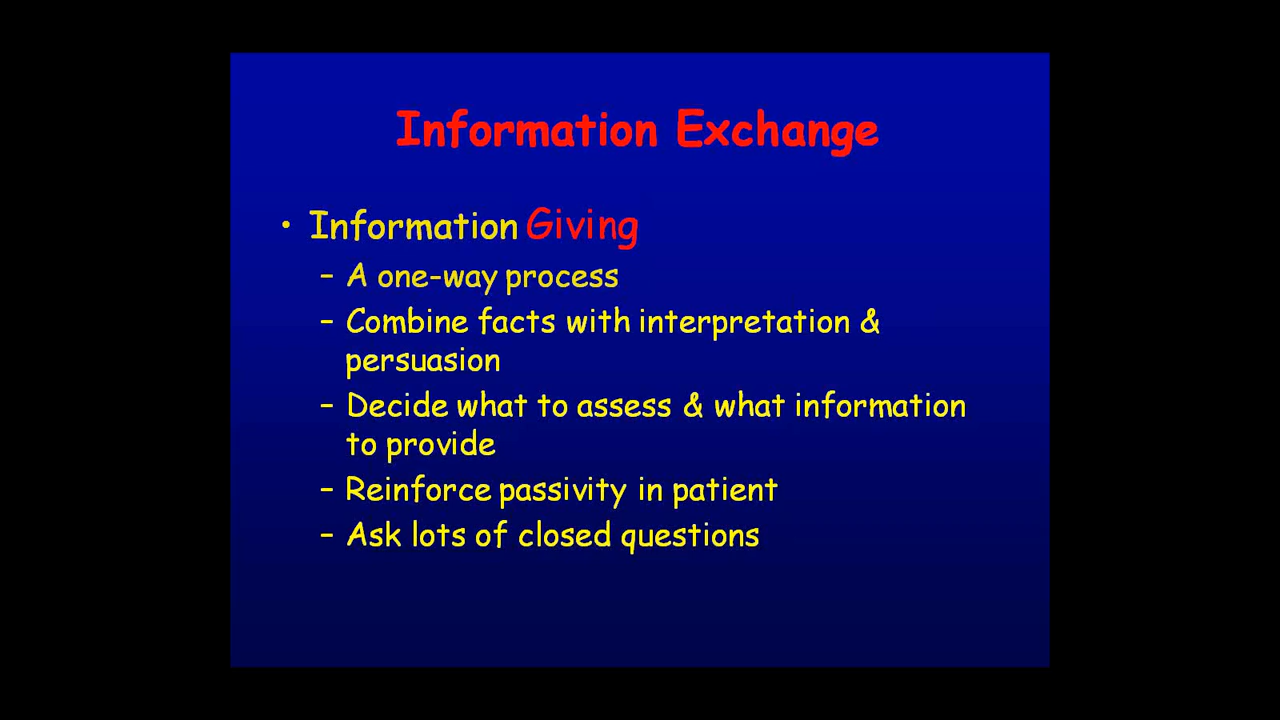 Information Exchange
• Information Giving
– A one-way process
– Combine facts with interpretation &
persuasion
– Decide what to assess & what information
to provide
– Reinforce passivity in patient
– Ask lots of closed questions